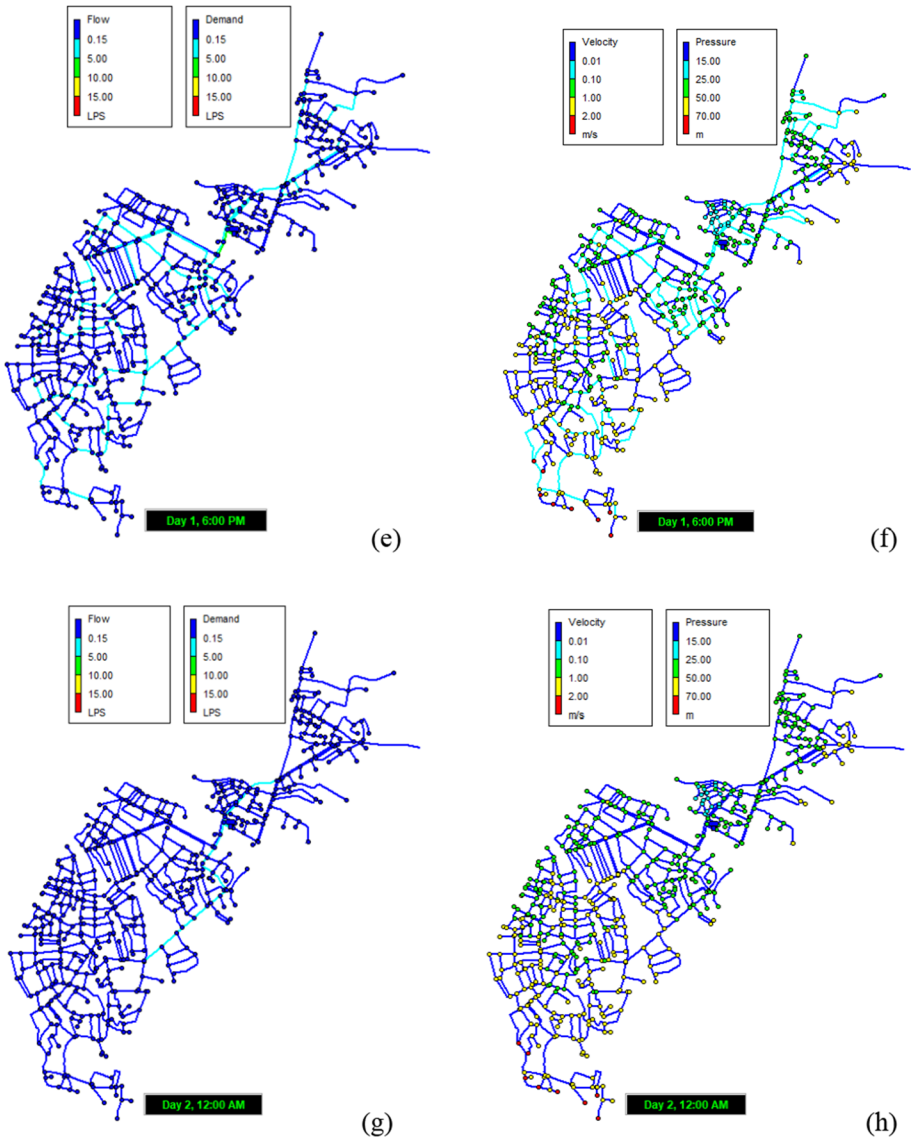 Flow
0.15
5.00
10.00
15.00
LPS
Demand
0.15
5.00
10.00
15.00
LPS
Day 1, 6:00 PM
(e)
Velocity
0.01
0.10
1.00
2.00
m/s
Pressure
15.00
25.00
50.00
70.00
m
Day 1, 6:00 PM
(f)
Flow
0.15
5.00
10.00
15.00
LPS
Demand
0.15
5.00
10.00
15.00
LPS
Day 2, 12:00 AM
(g)
Velocity
0.01
0.10
1.00
2.00
m/s
Pressure
15.00
25.00
50.00
70.00
m
Day 2, 12:00 AM
(h)